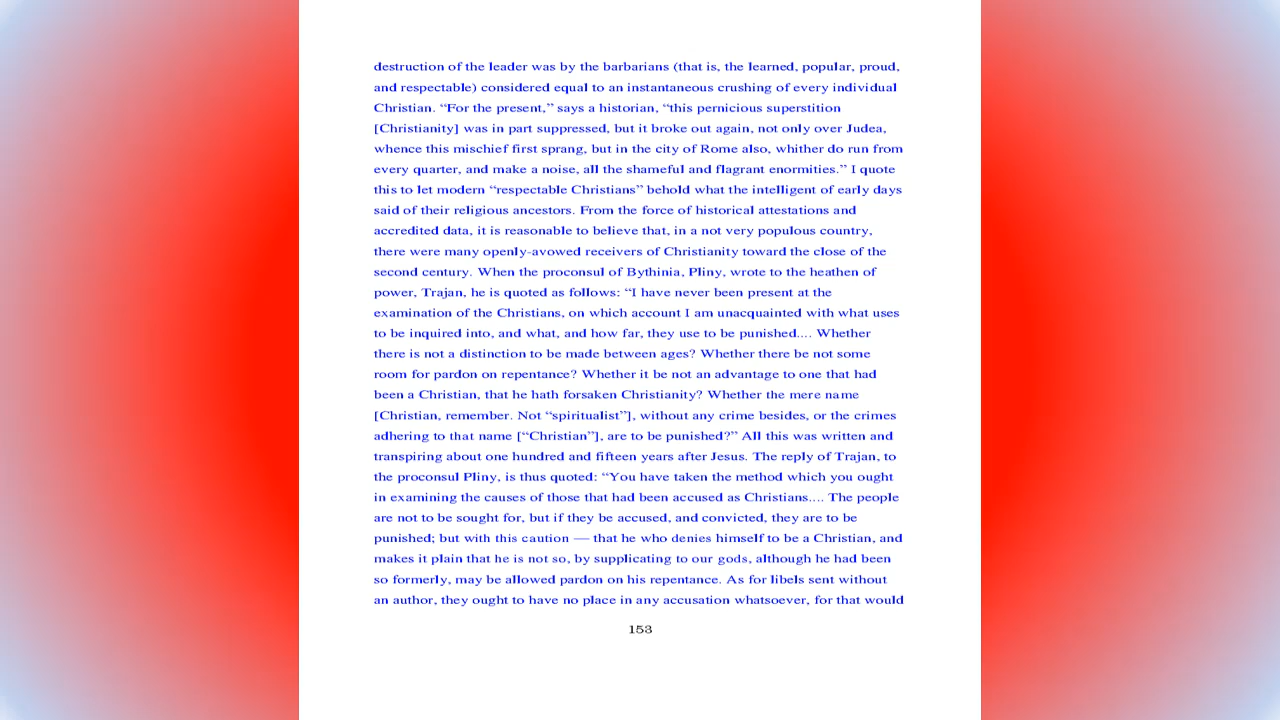 destruction of the leader was by the barbarians (that is, the learned, popular, proud,
and respectable) considered equal to an instantaneous crushing of every individual
Christian. “For the present,” says a historian, “this pernicious superstition
[Christianity] was in part suppressed, but it broke out again, not only over Judea,
whence this mischief first sprang, but in the city of Rome also, whither do run from
every quarter, and make a noise, all the shameful and flagrant enormities.” I quote
this to let modern “respectable Christians” behold what the intelligent of early days
said of their religious ancestors. From the force of historical attestations and
accredited data, it is reasonable to believe that, in a not very populous country,
there were many openly-avowed receivers of Christianity toward the close of the
second century. When the proconsul of Bythinia, Pliny, wrote to the heathen of
power, Trajan, he is quoted as follows: “I have never been present at the
examination of the Christians, on which account I am unacquainted with what uses
to be inquired into, and what, and how far, they use to be punished.... Whether
there is not a distinction to be made between ages? Whether there be not some
room for pardon on repentance? Whether it be not an advantage to one that had
been a Christian, that he hath forsaken Christianity? Whether the mere name
[Christian, remember. Not “spiritualist”], without any crime besides, or the crimes
adhering to that name [“Christian”], are to be punished?” All this was written and
transpiring about one hundred and fifteen years after Jesus. The reply of Trajan, to
the proconsul Pliny, is thus quoted: “You have taken the method which you ought
in examining the causes of those that had been accused as Christians.... The people
are not to be sought for, but if they be accused, and convicted, they are to be
punished; but with this caution — that he who denies himself to be a Christian, and
makes it plain that he is not so, by supplicating to our gods, although he had been
so formerly, may be allowed pardon on his repentance. As for libels sent without
an author, they ought to have no place in any accusation whatsoever, for that would
153